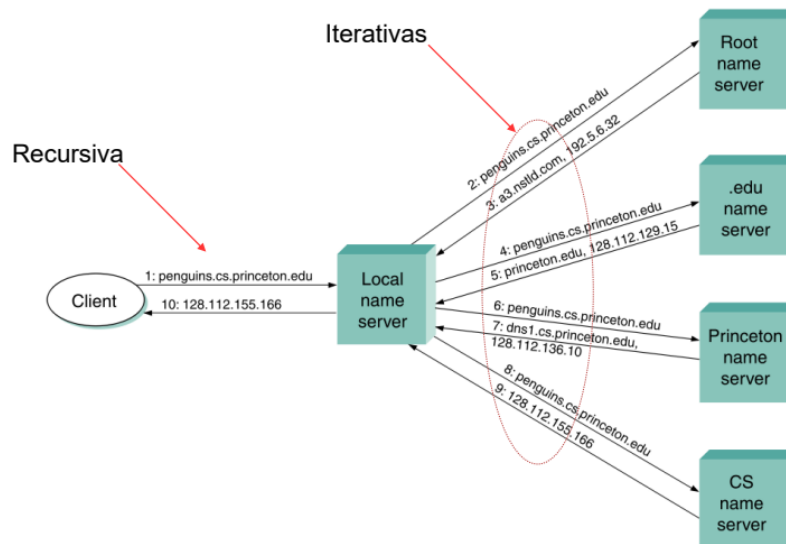 Iterativas
Recursiva
Client
1: penguins.cs.princeton.edu
10: 128.112.155.166
Local
name
server
2: penguins.cs.princeton.edu
3: a3.nstld.com, 192.5.6.32
Root
name
server
4: penguins.cs.princeton.edu
5: princeton.edu, 128.112.129.15
.edu
name
server
6: penguins.cs.princeton.edu
7: dns1.cs.princeton.edu,
128.112.136.10
Princeton
name
server
8: penguins.cs.princeton.edu
9: 128.112.155.166
CS
name
server